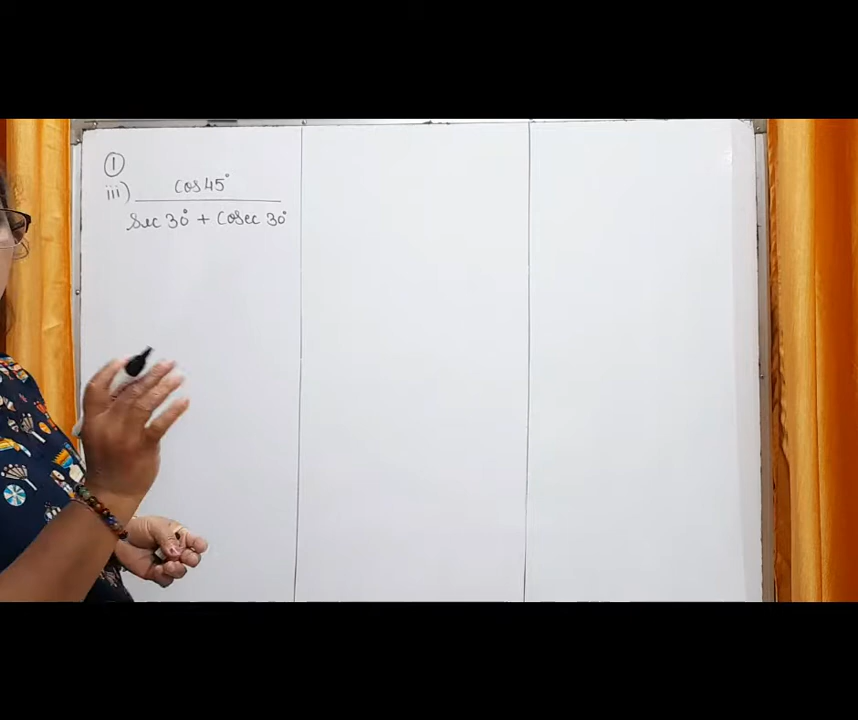 ①
iii) cos 45°
sec 30° + cosec 30°